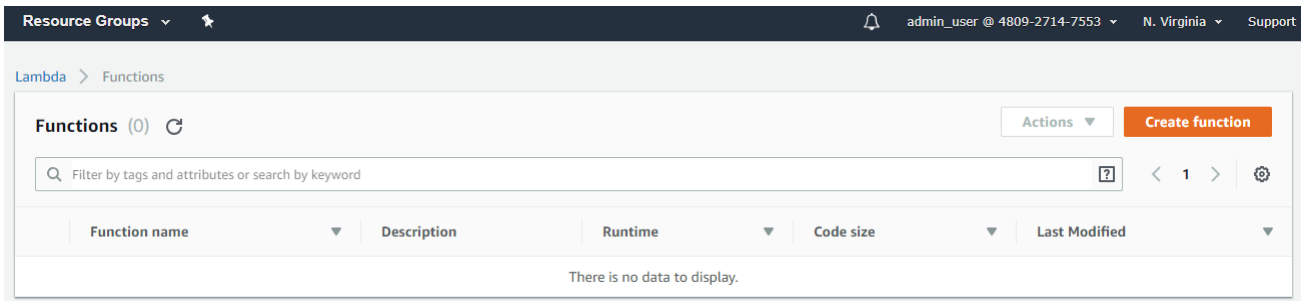 Resource Groups admin_user @ 4809-2714-7553 N. Virginia Support
Lambda > Functions
Functions (0) Actions Create function
Filter by tags and attributes or search by keyword ? < 1 >
Function name Description Runtime Code size Last Modified
There is no data to display.